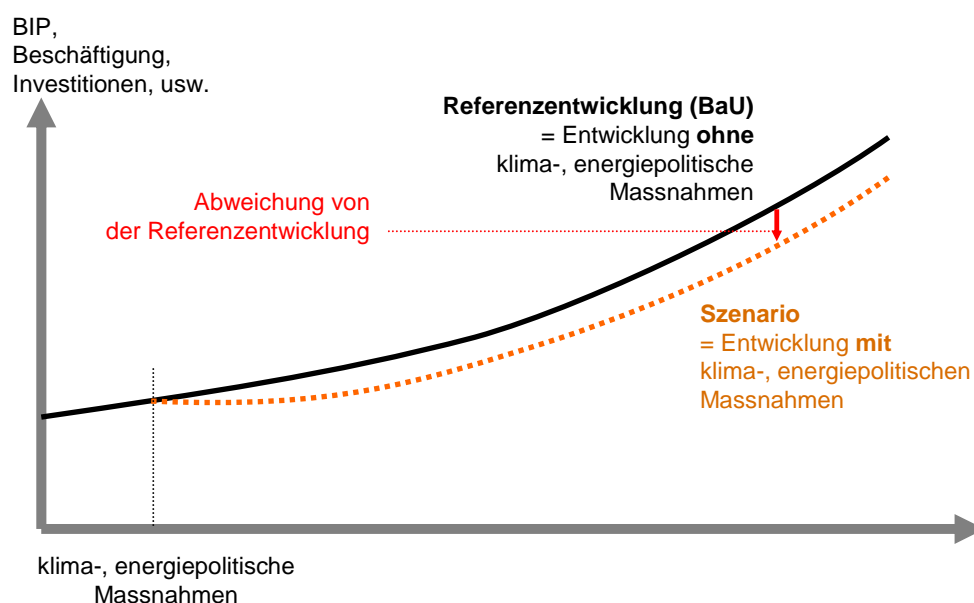 BIP,
Beschäftigung,
Investitionen, usw.
Referenzentwicklung (BaU)
= Entwicklung ohne
klima-, energiepolitische
Massnahmen
Abweichung von
der Referenzentwicklung
Szenario
= Entwicklung mit
klima-, energiepolitischen
Massnahmen
klima-, energiepolitische
Massnahmen